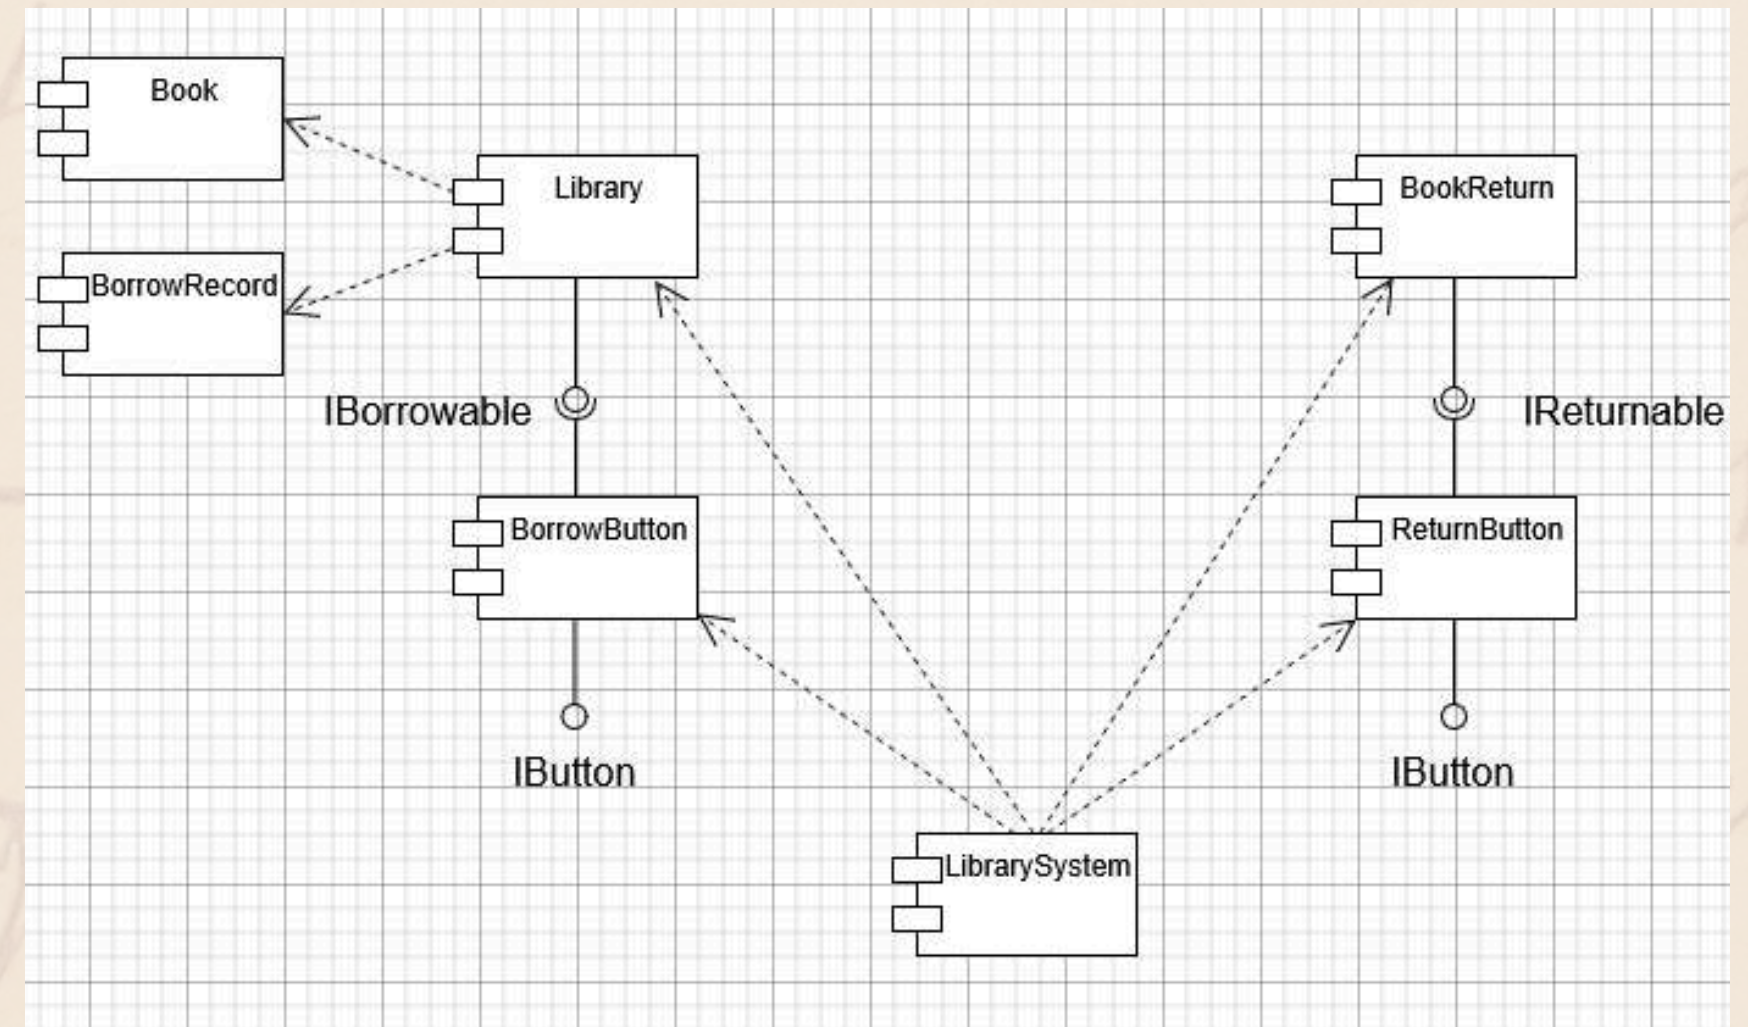 Book
Library
BookReturn
BorrowRecord
IBorrowable
IReturnable
BorrowButton
ReturnButton
IButton
IButton
LibrarySystem